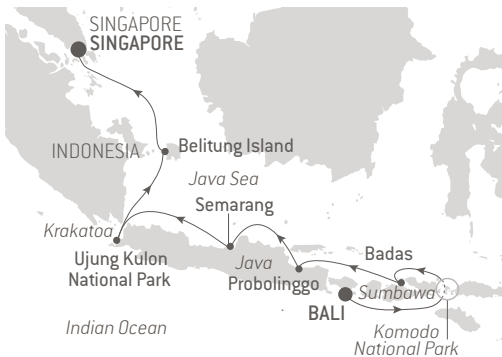 SINGAPORE
SINGAPORE
INDONESIA
Belitung Island
Java Sea
Semarang
Krakatoa
Ujung Kulon
National Park
Java
Probolinggo
Badas
Sumbawa
BALI
Komodo
National Park
Indian Ocean